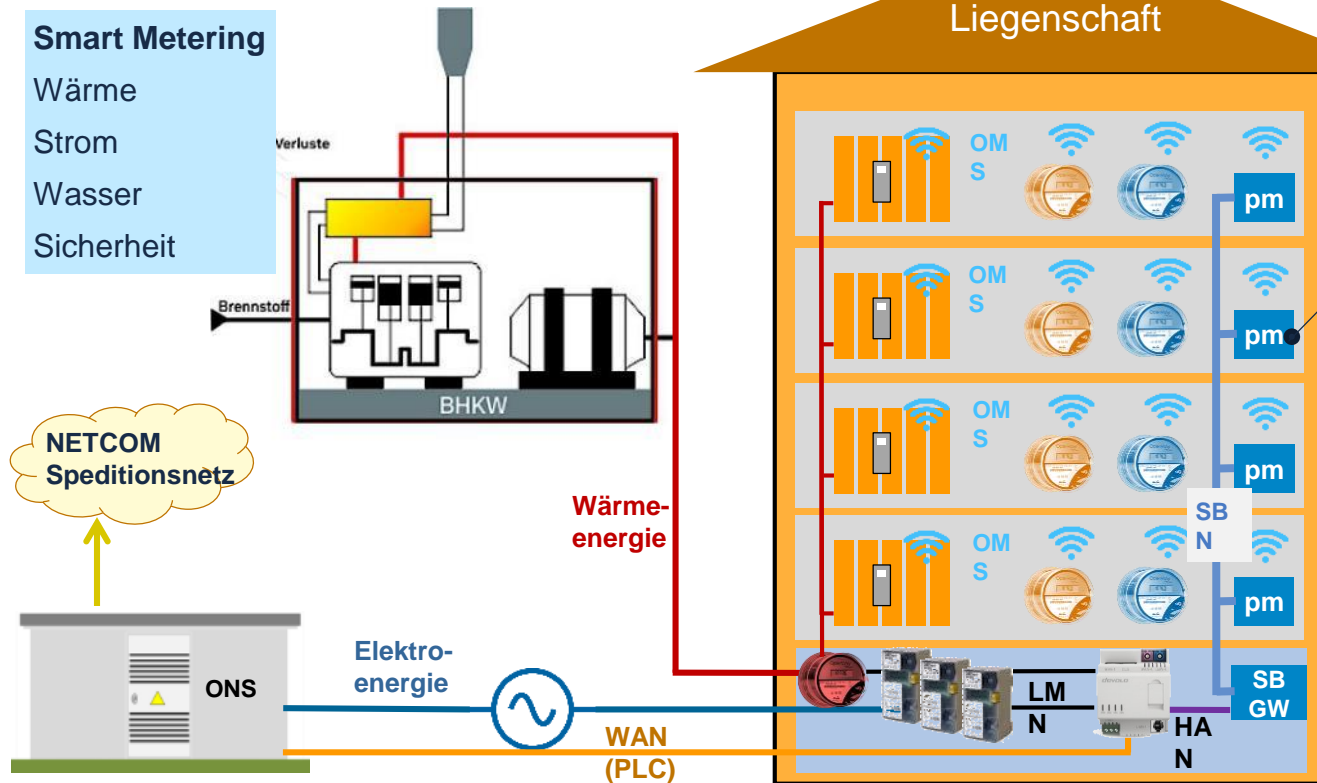 Smart Metering
Wärme
Strom
Wasser
Sicherheit
Verluste
Brennstoff
BHKW
NETCOM
Speditionsnetz
ONS
Wärme-
energie
Elektro-
energie
WAN
(PLC)
Liegenschaft
OM
S
pm
OM
S
pm
OM
S
pm
SB
N
OM
S
pm
LM
N
devolo
HA
N
SB
GW